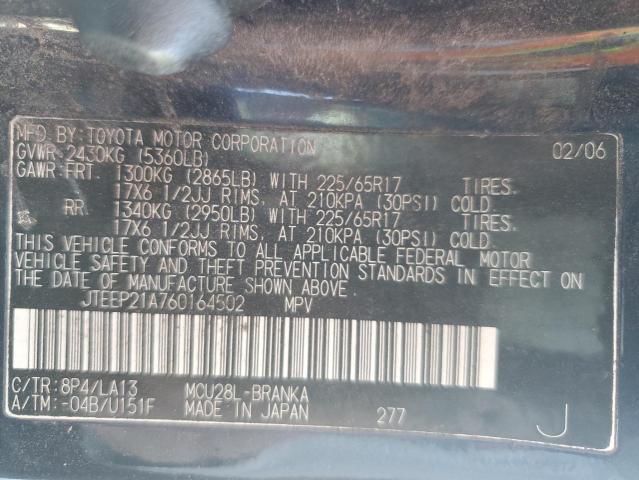 MFD. BY: TOYOTA MOTOR CORPORATION 02/06
GVWR 2430KG (5360LB)
GAWR FRT. 1300KG (2865LB) WITH 225/65R17 TIRES.
17X6 1/2JJ RIMS, AT 210KPA (30PSI) COLD.
RR 1340KG (2950LB) WITH 225/65R17 TIRES.
17X6 1/2JJ RIMS, AT 210KPA (30PSI) COLD.
THIS VEHICLE CONFORMS TO ALL APPLICABLE FEDERAL MOTOR
VEHICLE SAFETY AND THEFT PREVENTION STANDARDS IN EFFECT ON
THE DATE OF MANUFACTURE SHOWN ABOVE.
JTEEP21A760164502 MPV
C/TR: 8P4/LA13 MCU28L-BRANKA
A/TM: -04B/U151F MADE IN JAPAN 277 J